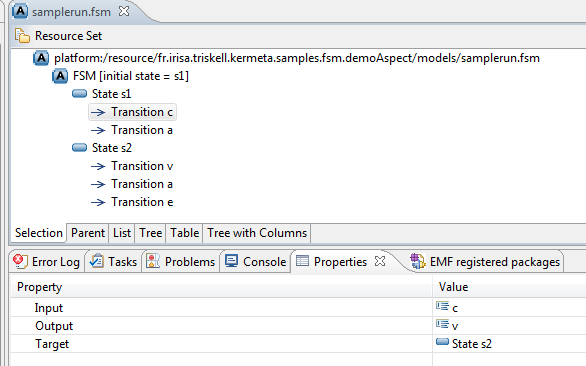 samplerun.fsm
Resource Set
platform:/resource/fr.irisa.triskell.kermeta.samples.fsm.demoAspect/models/samplerun.fsm
FSM [initial state = s1]
State s1
Transition c
Transition a
State s2
Transition v
Transition a
Transition e
Selection Parent List Tree Table Tree with Columns
Error Log Tasks Problems Console Properties EMF registered packages
Property Value
Input c
Output v
Target State s2